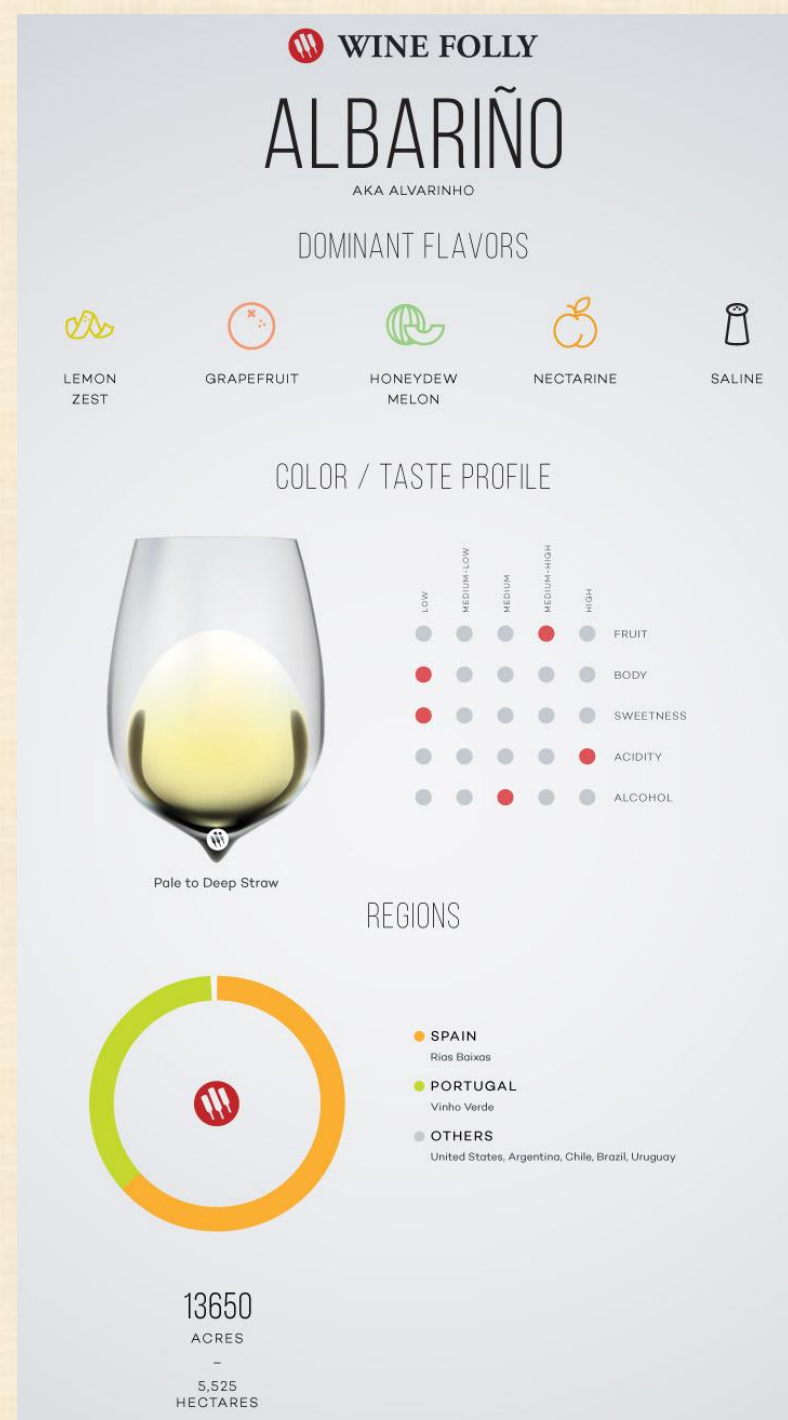 WINE FOLLY
ALBARIÑO
AKA ALVARINHO
DOMINANT FLAVORS
LEMON
ZEST
GRAPEFRUIT
HONEYDEW
MELON
NECTARINE
SALINE
COLOR / TASTE PROFILE
LOW
MEDIUM-LOW
MEDIUM
MEDIUM-HIGH
HIGH
FRUIT
BODY
SWEETNESS
ACIDITY
ALCOHOL
Pale to Deep Straw
REGIONS
SPAIN
Rias Baixas
PORTUGAL
Vinho Verde
OTHERS
United States, Argentina, Chile, Brazil, Uruguay
13650
ACRES
–
5,525
HECTARES